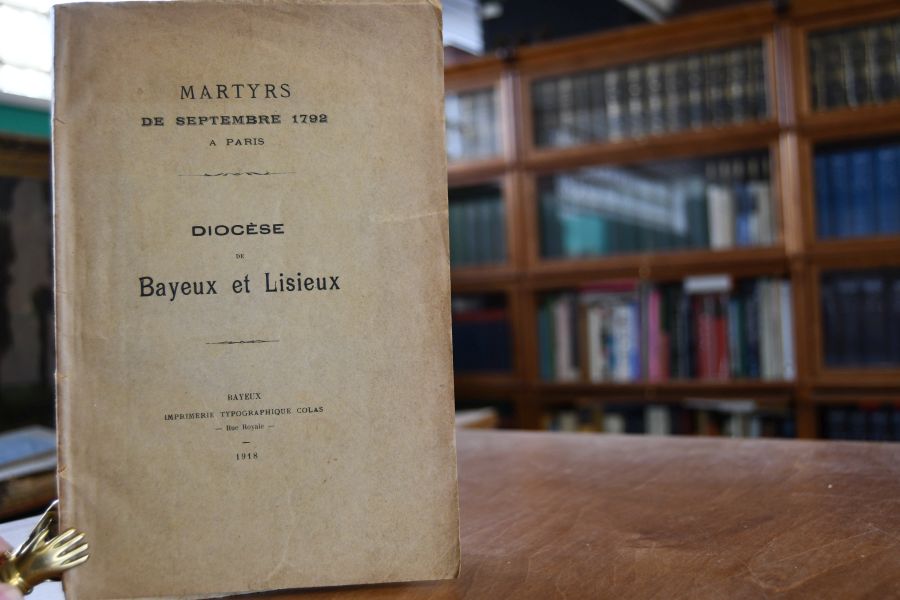 MARTYRS
DE SEPTEMBRE 1792
A PARIS
DIOCÈSE
DE
Bayeux et Lisieux
BAYEUX
IMPRIMERIE TYPOGRAPHIQUE COLAS
— Rue Royale —
1918